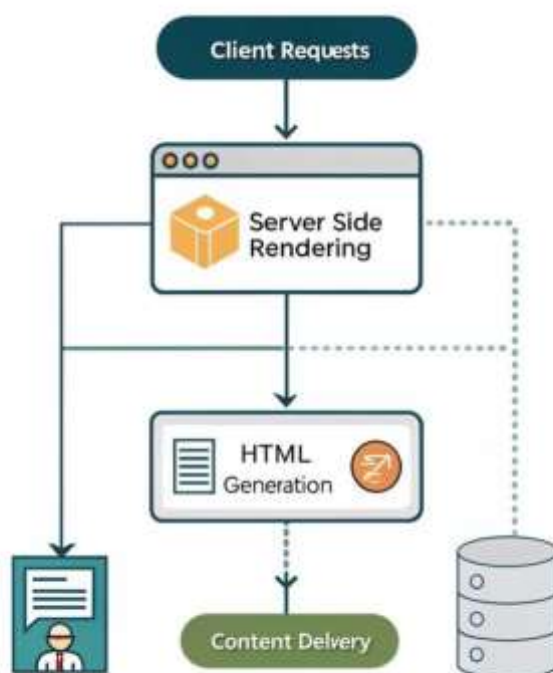 Client Requests
Server Side
Rendering
HTML
Generation
Content Delvery